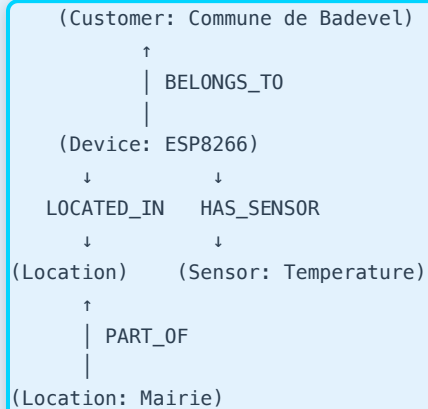 (Customer: Commune de Badevel)
↑
│ BELONGS_TO
│
(Device: ESP8266)
↓ ↓
LOCATED_IN HAS_SENSOR
↓ ↓
(Location) (Sensor: Temperature)
↑
│ PART_OF
│
(Location: Mairie)